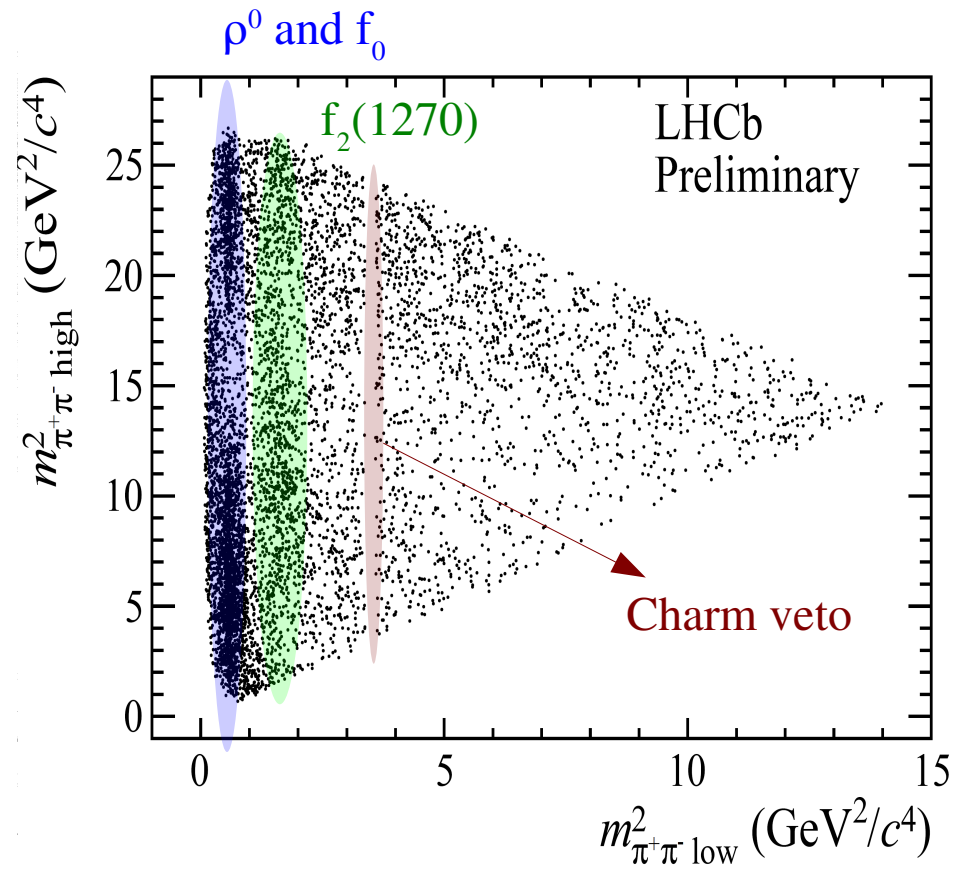 ρ⁰ and f₀
f₂(1270)
LHCb
Preliminary
m²π⁺π⁻ high (GeV²/c⁴)
25
20
15
10
5
0
Charm veto
0 5 10 15
m²π⁺π⁻ low (GeV²/c⁴)